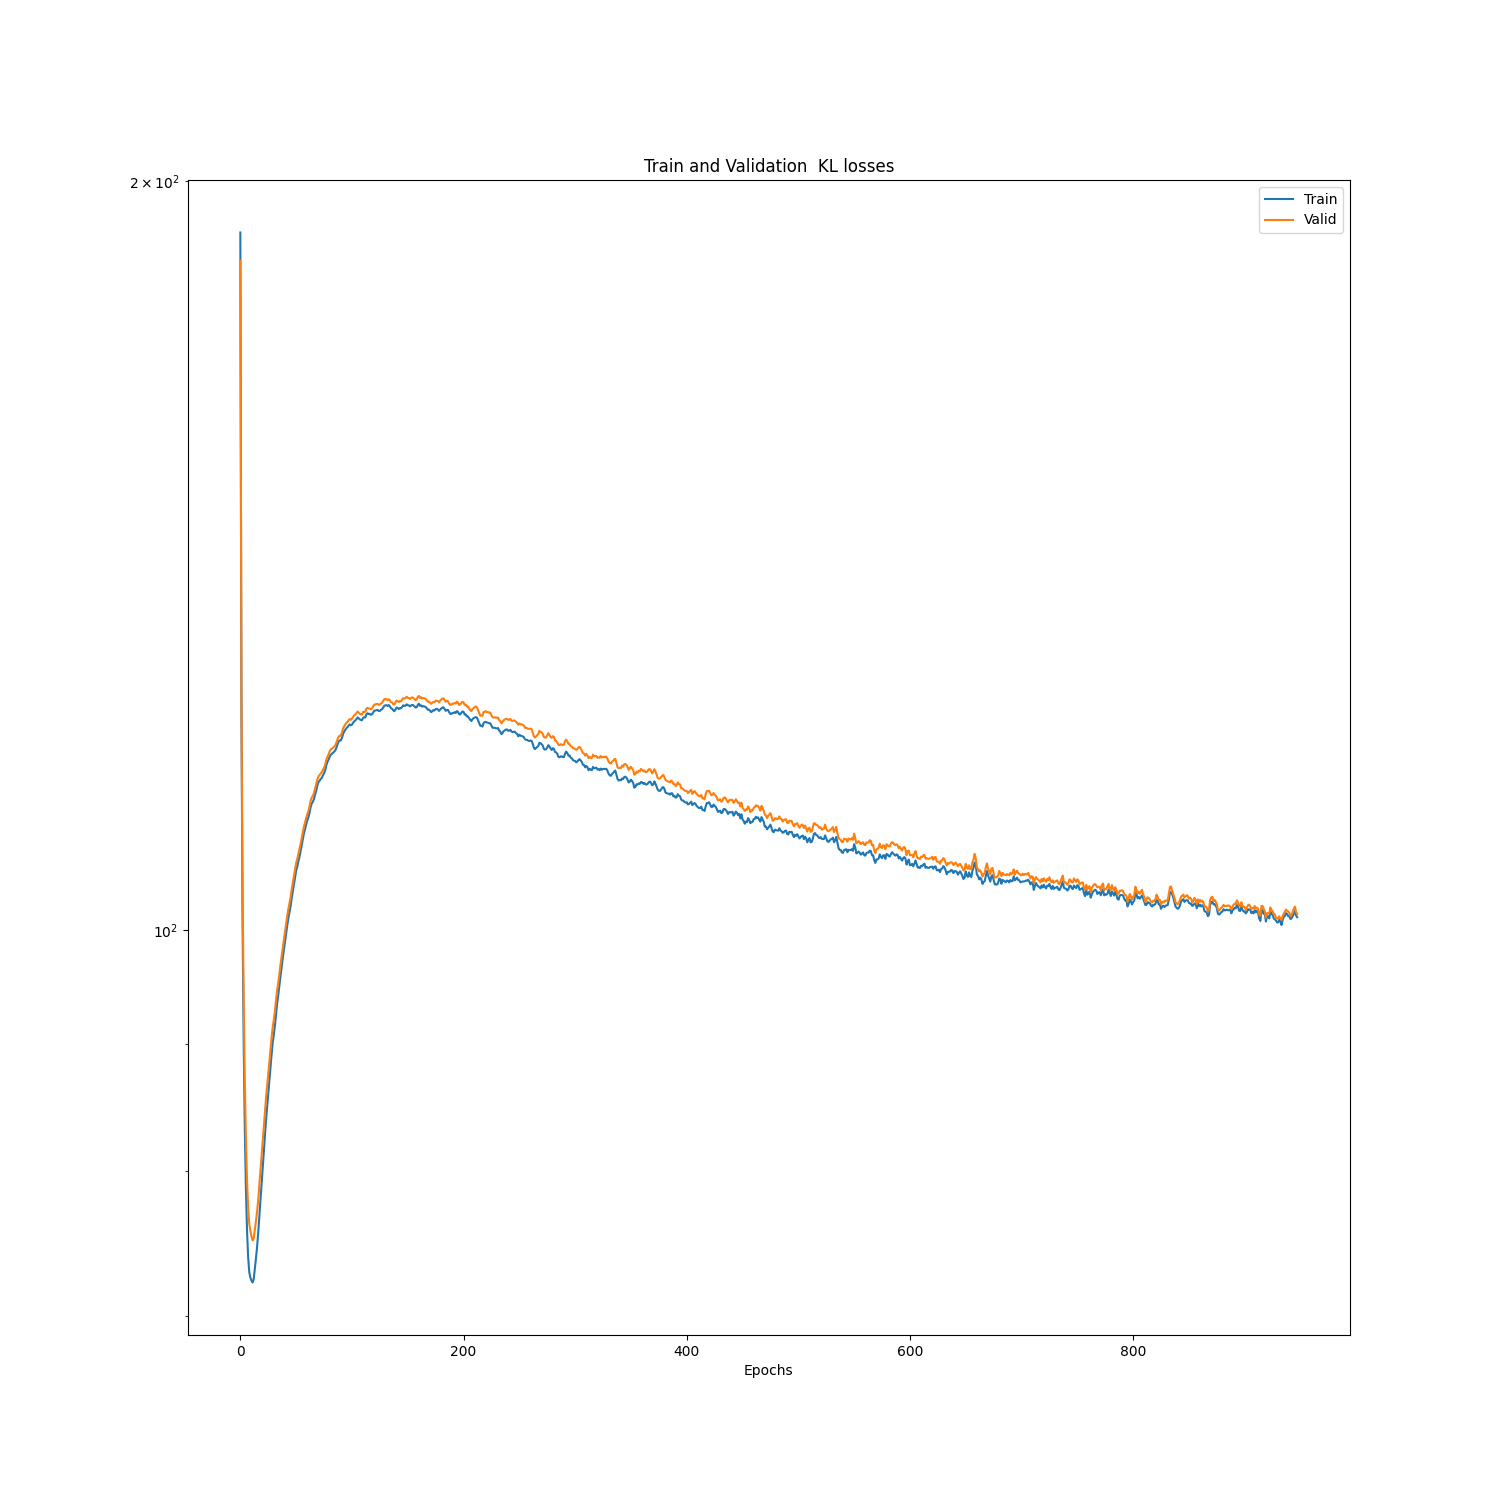 Train and Validation  KL losses
2 × 10²
Train
Valid
10²
0 200 400 600 800
Epochs